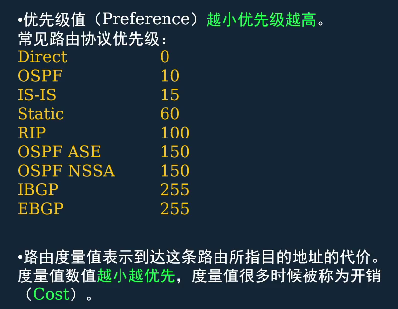 •优先级值（Preference）越小优先级越高。
常见路由协议优先级：
Direct 0
OSPF 10
IS-IS 15
Static 60
RIP 100
OSPF ASE 150
OSPF NSSA 150
IBGP 255
EBGP 255
•路由度量值表示到达这条路由所指目的地址的代价。
度量值数值越小越优先，度量值很多时候被称为开销
（Cost）。